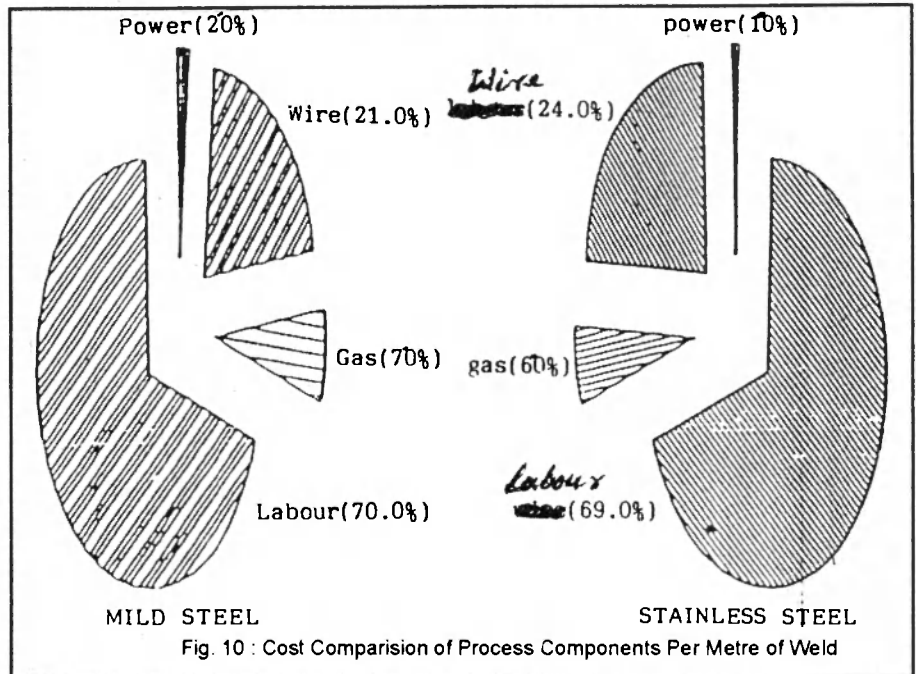 Power(20%)
power(10%)
Wire
Wire(21.0%)
(24.0%)
Gas(70%)
gas(60%)
Labour
Labour(70.0%)
(69.0%)
MILD STEEL
STAINLESS STEEL
Fig. 10 : Cost Comparision of Process Components Per Metre of Weld